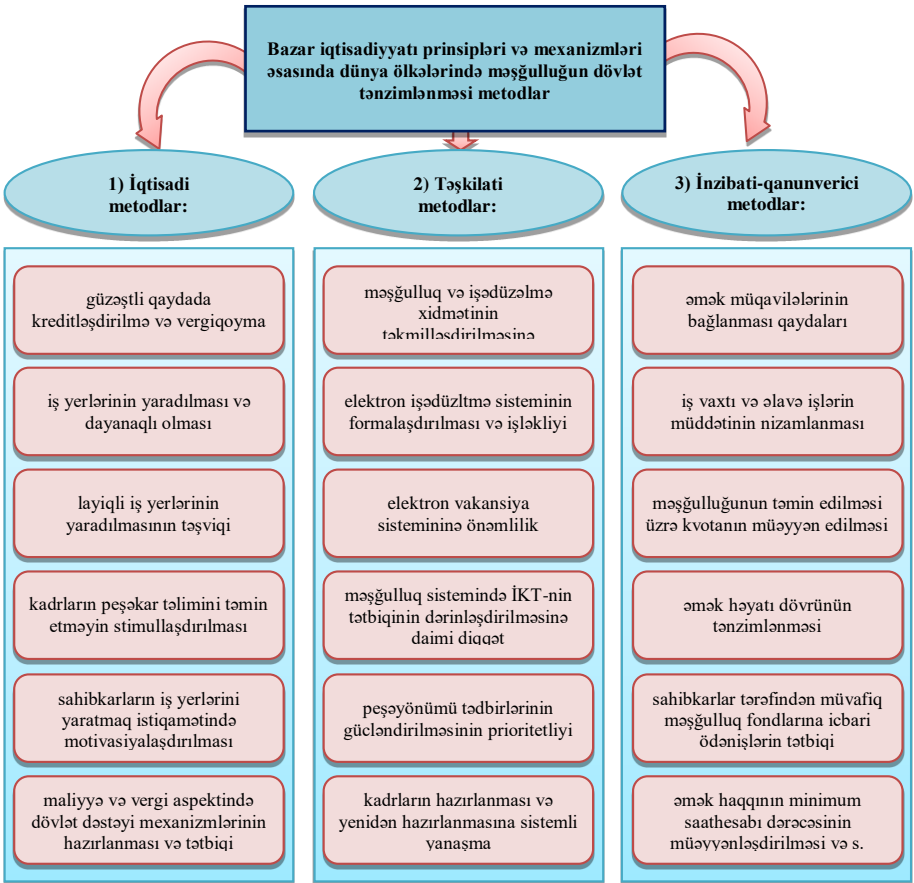 Bazar iqtisadiyyatı prinsipləri və mexanizmləri
əsasında dünya ölkələrində məşğulluğun dövlət
tənzimlənməsi metodlar
1) İqtisadi
metodlar:
güzəştli qaydada
kreditləşdirilmə və vergiqoyma
iş yerlərinin yaradılması və
dayanaqlı olması
layiqli iş yerlərinin
yaradılmasının təşviqi
kadrların peşəkar təlimini təmin
etməyin stimullaşdırılması
sahibkarların iş yerlərini
yaratmaq istiqamətində
motivasiyalaşdırılması
maliyyə və vergi aspektində
dövlət dəstəyi mexanizmlərinin
hazırlanması və tətbiqi
2) Təşkilati
metodlar:
məşğulluq və işədüzəlmə
xidmətinin
təkmilləşdirilməsinə
elektron işədüzltmə sisteminin
formalaşdırılması və işləkliyi
elektron vakansiya
sistemininə önəmlilik
məşğulluq sistemində İKT-nin
tətbiqinin dərinləşdirilməsinə
daimi diqqət
peşəyönümü tədbirlərinin
gücləndirilməsinin prioritetliyi
kadrların hazırlanması və
yenidən hazırlanmasına sistemli
yanaşma
3) İnzibati-qanunverici
metodlar:
əmək müqavilələrinin
bağlanması qaydaları
iş vaxtı və əlavə işlərin
müddətinin nizamlanması
məşğulluğunun təmin edilməsi
üzrə kvotanın müəyyən edilməsi
əmək həyatı dövrünün
tənzimlənməsi
sahibkarlar tərəfindən müvafiq
məşğulluq fondlarına icbari
ödənişlərin tətbiqi
əmək haqqının minimum
saathesabı dərəcəsinin
müəyyənləşdirilməsi və s.